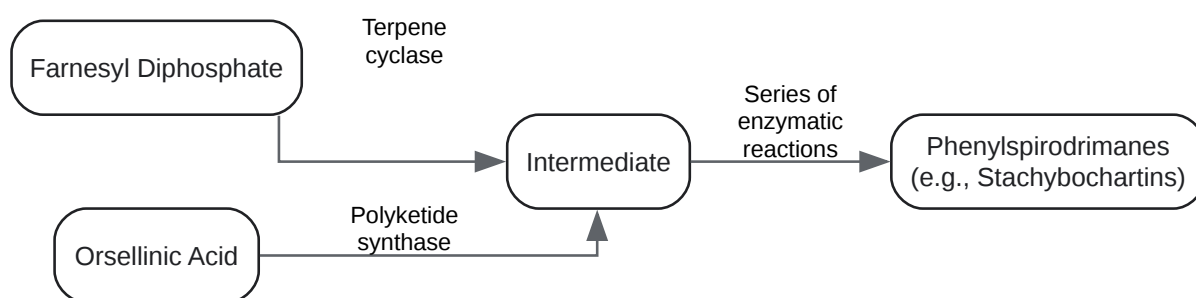 Terpene
cyclase
Farnesyl Diphosphate
Series of
enzymatic
reactions
Intermediate
Phenylspirodrimanes
(e.g., Stachybochartins)
Polyketide
synthase
Orsellinic Acid